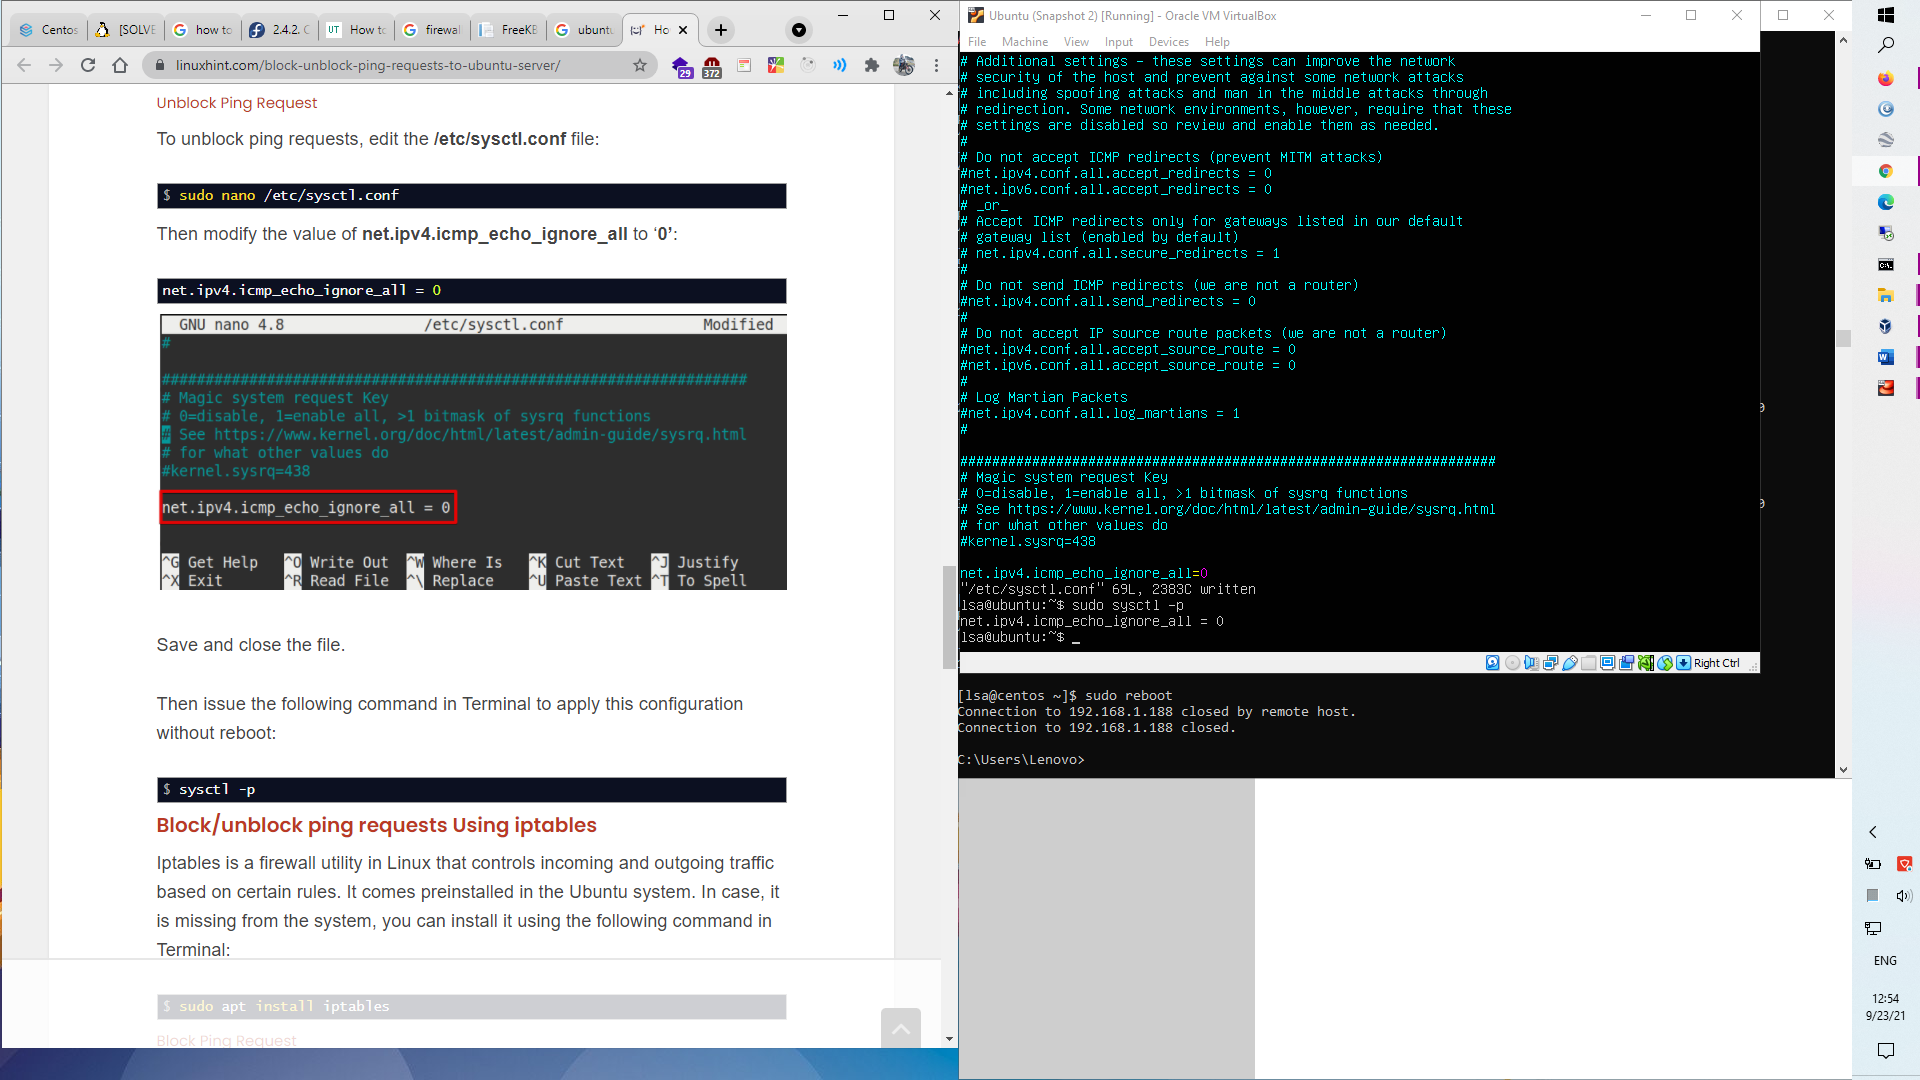 Centos
[SOLVE
how to
2.4.2. C
How to
firewal
FreeKB
ubuntu
Ho
linuxhint.com/block-unblock-ping-requests-to-ubuntu-server/
29
372
Unblock Ping Request
To unblock ping requests, edit the /etc/sysctl.conf file:
$ sudo nano /etc/sysctl.conf
Then modify the value of net.ipv4.icmp_echo_ignore_all to ‘0’:
net.ipv4.icmp_echo_ignore_all = 0
GNU nano 4.8 /etc/sysctl.conf Modified
#
###################################################################
# Magic system request Key
# 0=disable, 1=enable all, >1 bitmask of sysrq functions
# See https://www.kernel.org/doc/html/latest/admin-guide/sysrq.html
# for what other values do
#kernel.sysrq=438
net.ipv4.icmp_echo_ignore_all = 0
^G Get Help ^O Write Out ^W Where Is ^K Cut Text ^J Justify
^X Exit ^R Read File ^\ Replace ^U Paste Text ^T To Spell
Save and close the file.
Then issue the following command in Terminal to apply this configuration
without reboot:
$ sysctl -p
Block/unblock ping requests Using iptables
Iptables is a firewall utility in Linux that controls incoming and outgoing traffic
based on certain rules. It comes preinstalled in the Ubuntu system. In case, it
is missing from the system, you can install it using the following command in
Terminal:
$ sudo apt install iptables
Block Ping Request
Ubuntu (Snapshot 2) [Running] - Oracle VM VirtualBox
File Machine View Input Devices Help
# Additional settings - these settings can improve the network
# security of the host and prevent against some network attacks
# including spoofing attacks and man in the middle attacks through
# redirection. Some network environments, however, require that these
# settings are disabled so review and enable them as needed.
#
# Do not accept ICMP redirects (prevent MITM attacks)
#net.ipv4.conf.all.accept_redirects = 0
#net.ipv6.conf.all.accept_redirects = 0
# _or_
# Accept ICMP redirects only for gateways listed in our default
# gateway list (enabled by default)
# net.ipv4.conf.all.secure_redirects = 1
#
# Do not send ICMP redirects (we are not a router)
#net.ipv4.conf.all.send_redirects = 0
#
# Do not accept IP source route packets (we are not a router)
#net.ipv4.conf.all.accept_source_route = 0
#net.ipv6.conf.all.accept_source_route = 0
#
# Log Martian Packets
#net.ipv4.conf.all.log_martians = 1
#
###################################################################
# Magic system request Key
# 0=disable, 1=enable all, >1 bitmask of sysrq functions
# See https://www.kernel.org/doc/html/latest/admin-guide/sysrq.html
# for what other values do
#kernel.sysrq=438
net.ipv4.icmp_echo_ignore_all=0
"/etc/sysctl.conf" 69L, 2383C written
lsa@ubuntu:~$ sudo sysctl -p
net.ipv4.icmp_echo_ignore_all = 0
lsa@ubuntu:~$ _
Right Ctrl
[lsa@centos ~]$ sudo reboot
Connection to 192.168.1.188 closed by remote host.
Connection to 192.168.1.188 closed.
C:\Users\Lenovo>
ENG
12:54
9/23/21